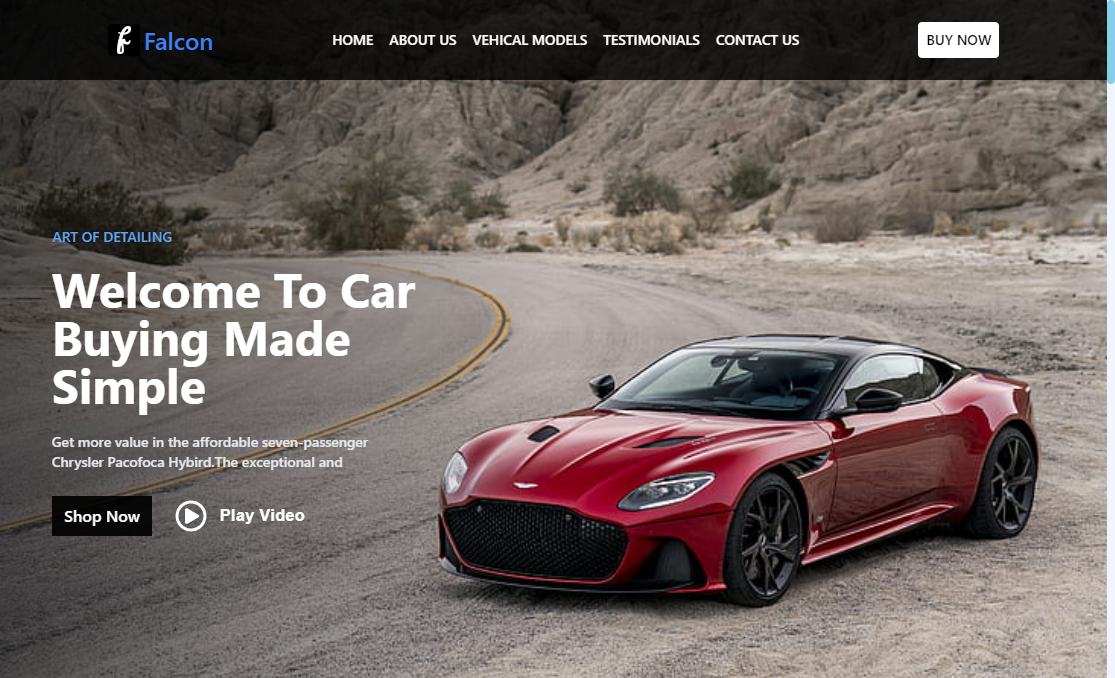 Falcon
HOME ABOUT US VEHICAL MODELS TESTIMONIALS CONTACT US
BUY NOW
ART OF DETAILING
Welcome To Car
Buying Made
Simple
Get more value in the affordable seven-passenger
Chrysler Pacofoca Hybird.The exceptional and
Shop Now
Play Video